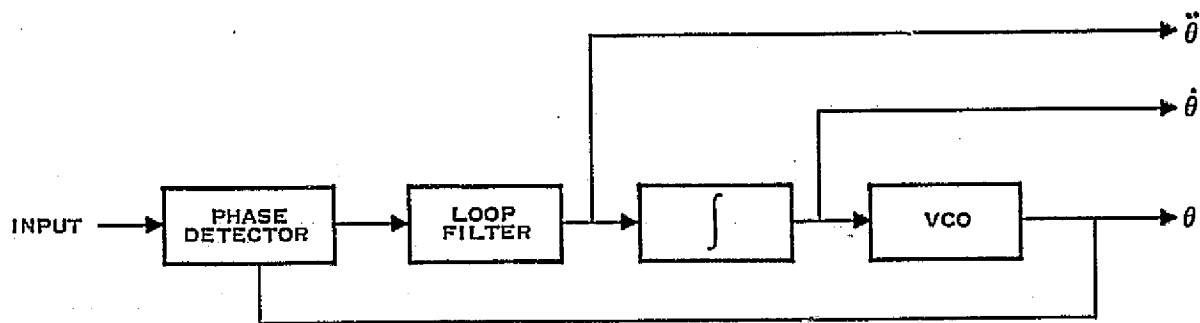 θ̈
θ̇
INPUT
PHASE
DETECTOR
LOOP
FILTER
∫
VCO
θ